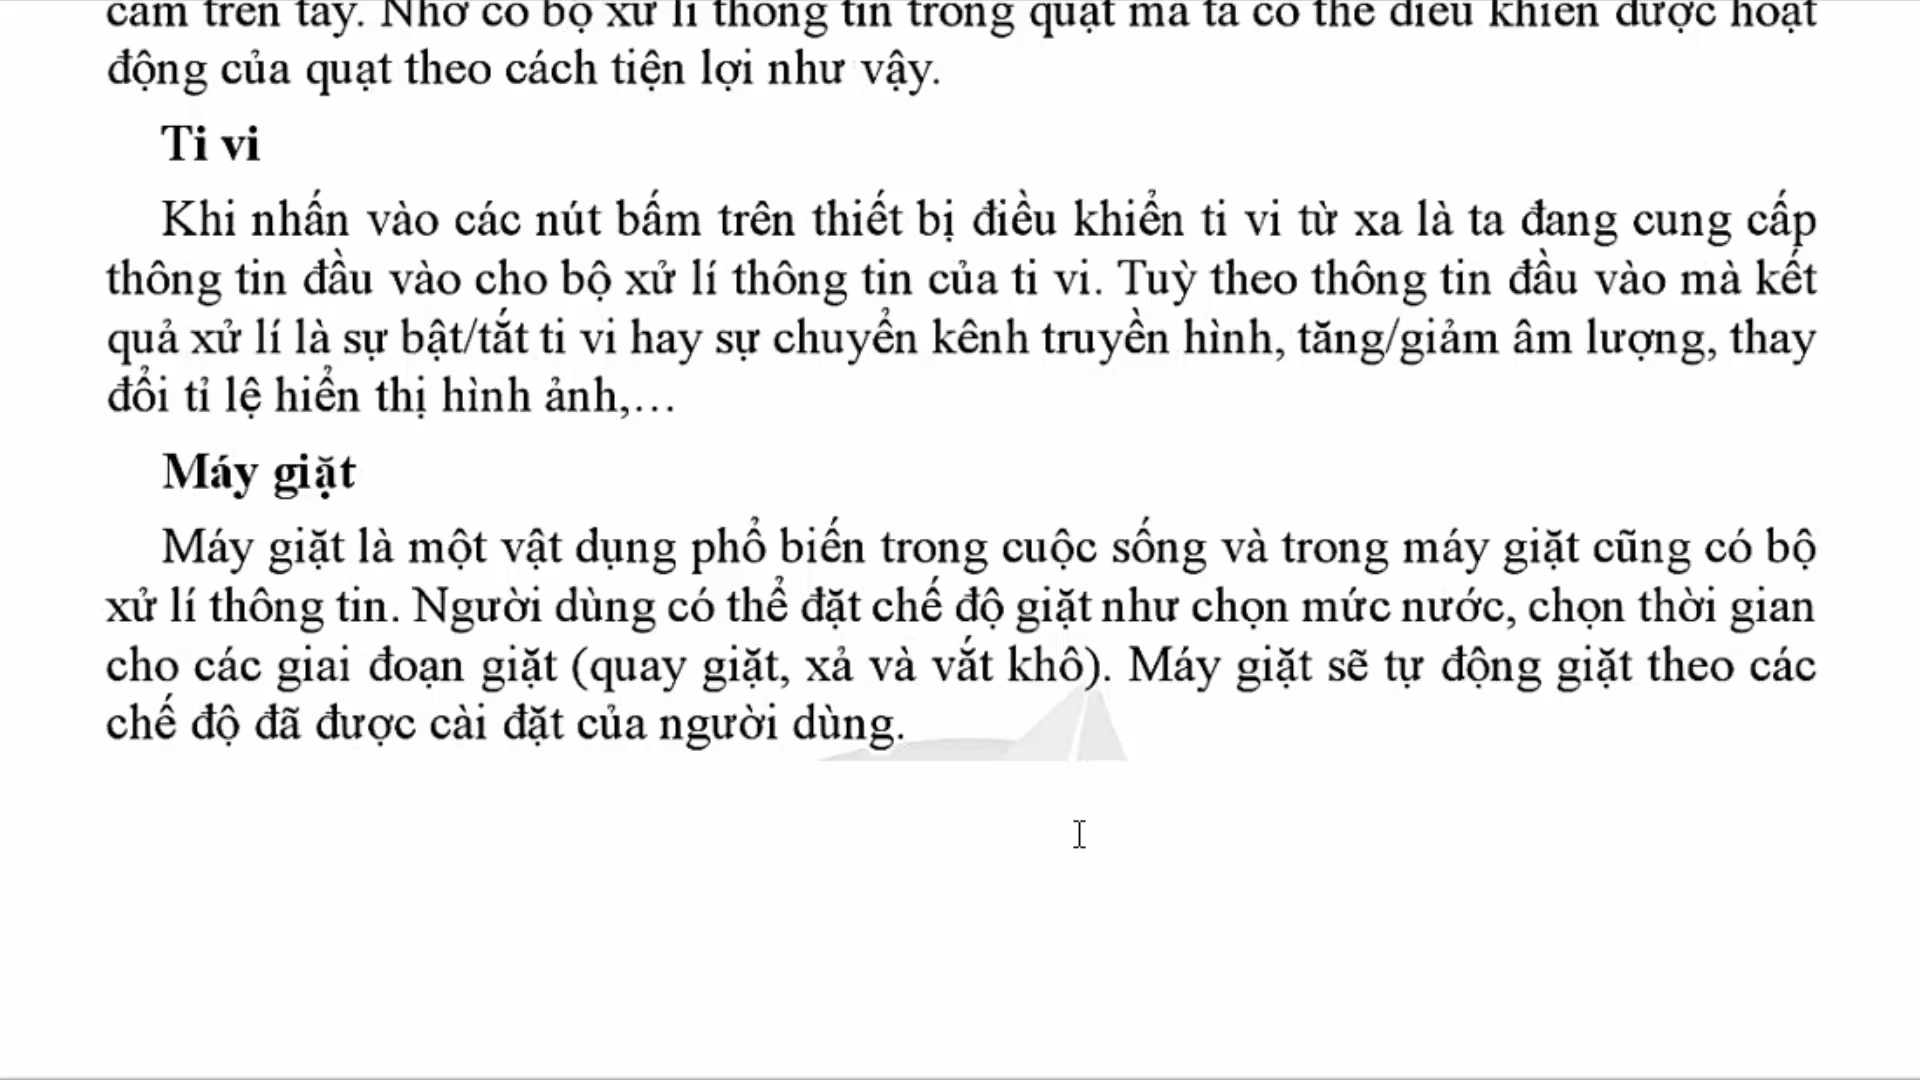 cầm trên tay. Nhờ có bộ xử lí thông tin trong quạt mà ta có thể điều khiển được hoạt
động của quạt theo cách tiện lợi như vậy.
Ti vi
Khi nhấn vào các nút bấm trên thiết bị điều khiển ti vi từ xa là ta đang cung cấp
thông tin đầu vào cho bộ xử lí thông tin của ti vi. Tuỳ theo thông tin đầu vào mà kết
quả xử lí là sự bật/tắt ti vi hay sự chuyển kênh truyền hình, tăng/giảm âm lượng, thay
đổi tỉ lệ hiển thị hình ảnh,…
Máy giặt
Máy giặt là một vật dụng phổ biến trong cuộc sống và trong máy giặt cũng có bộ
xử lí thông tin. Người dùng có thể đặt chế độ giặt như chọn mức nước, chọn thời gian
cho các giai đoạn giặt (quay giặt, xả và vắt khô). Máy giặt sẽ tự động giặt theo các
chế độ đã được cài đặt của người dùng.